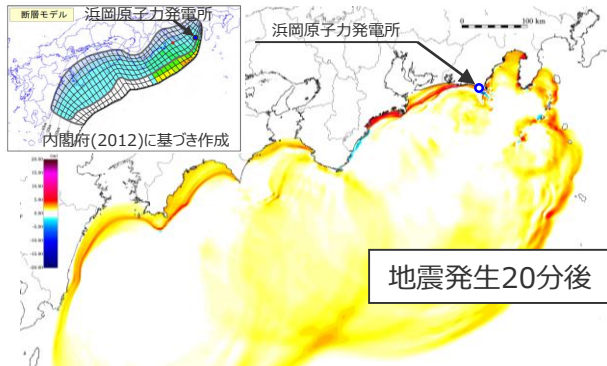 断層モデル
浜岡原子力発電所
浜岡原子力発電所
0
100 km
内閣府(2012)に基づき作成
地震発生20分後